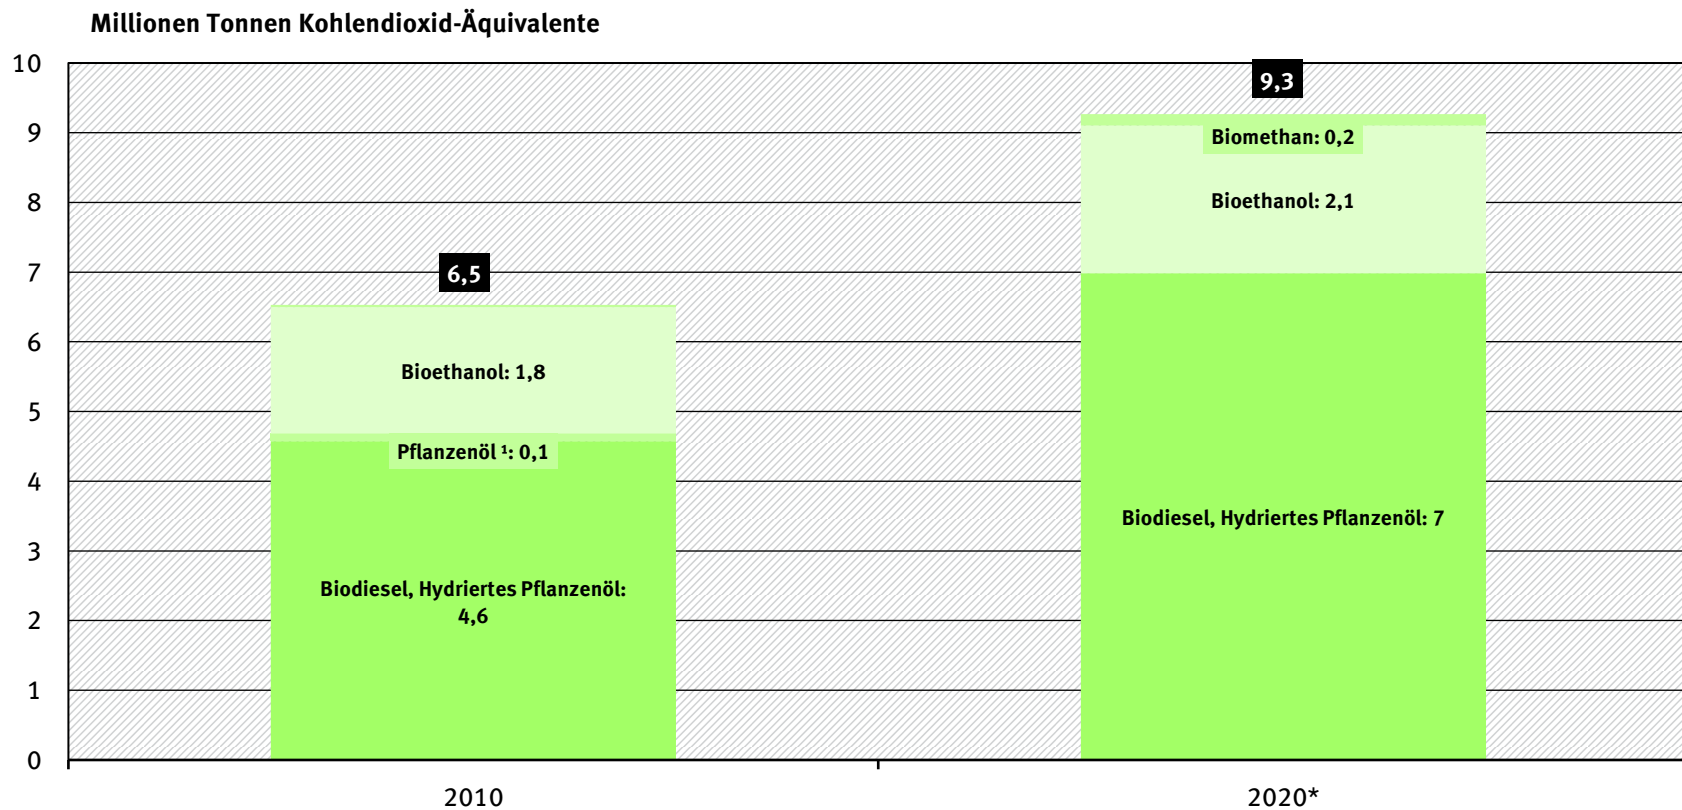 Millionen Tonnen Kohlendioxid-Äquivalente
10
9
8
7
6
5
4
3
2
1
0
6,5
Bioethanol: 1,8
Pflanzenöl ¹: 0,1
Biodiesel, Hydriertes Pflanzenöl:
4,6
9,3
Biomethan: 0,2
Bioethanol: 2,1
Biodiesel, Hydriertes Pflanzenöl: 7
2010
2020*